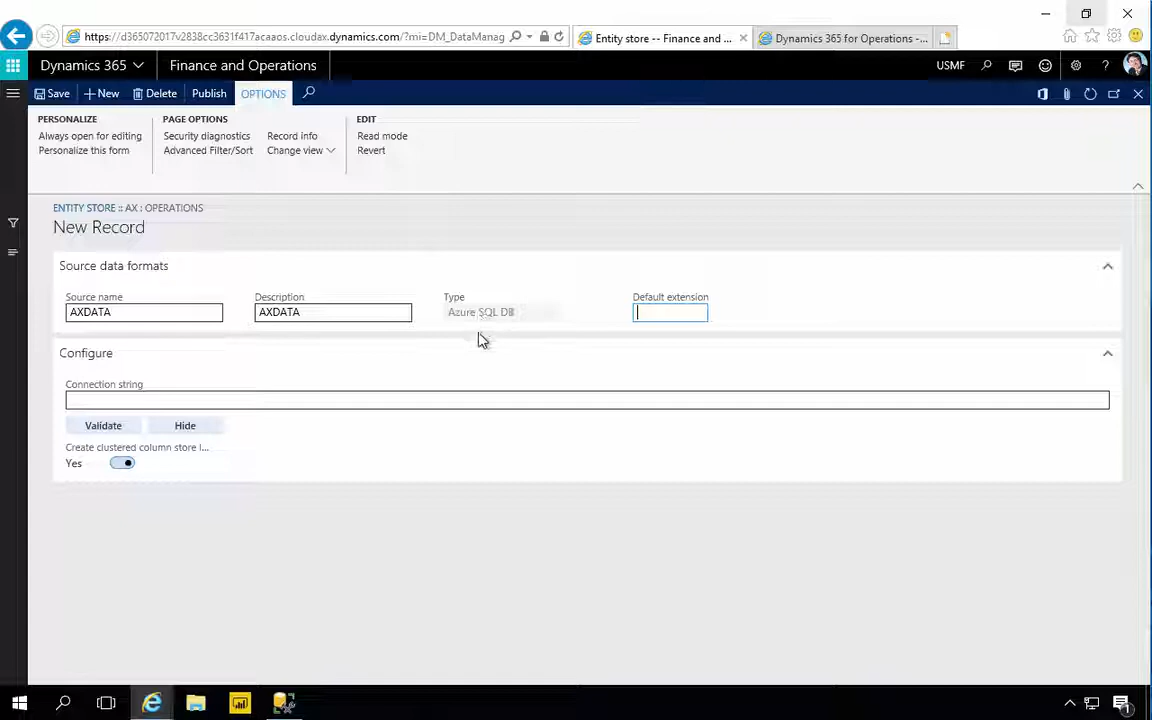 https://d365072017v2838cc3631f417acaaos.cloudax.dynamics.com/?mi=DM_DataManag
Entity store -- Finance and ...
Dynamics 365 for Operations -...
Dynamics 365
Finance and Operations
USMF
?
Save
+ New
Delete
Publish
OPTIONS
PERSONALIZE
Always open for editing
Personalize this form
PAGE OPTIONS
Security diagnostics
Record info
Advanced Filter/Sort
Change view
EDIT
Read mode
Revert
ENTITY STORE :: AX : OPERATIONS
New Record
Source data formats
Source name
Description
Type
Default extension
AXDATA
AXDATA
Azure SQL DB
Configure
Connection string
Validate
Hide
Create clustered column store I...
Yes
1